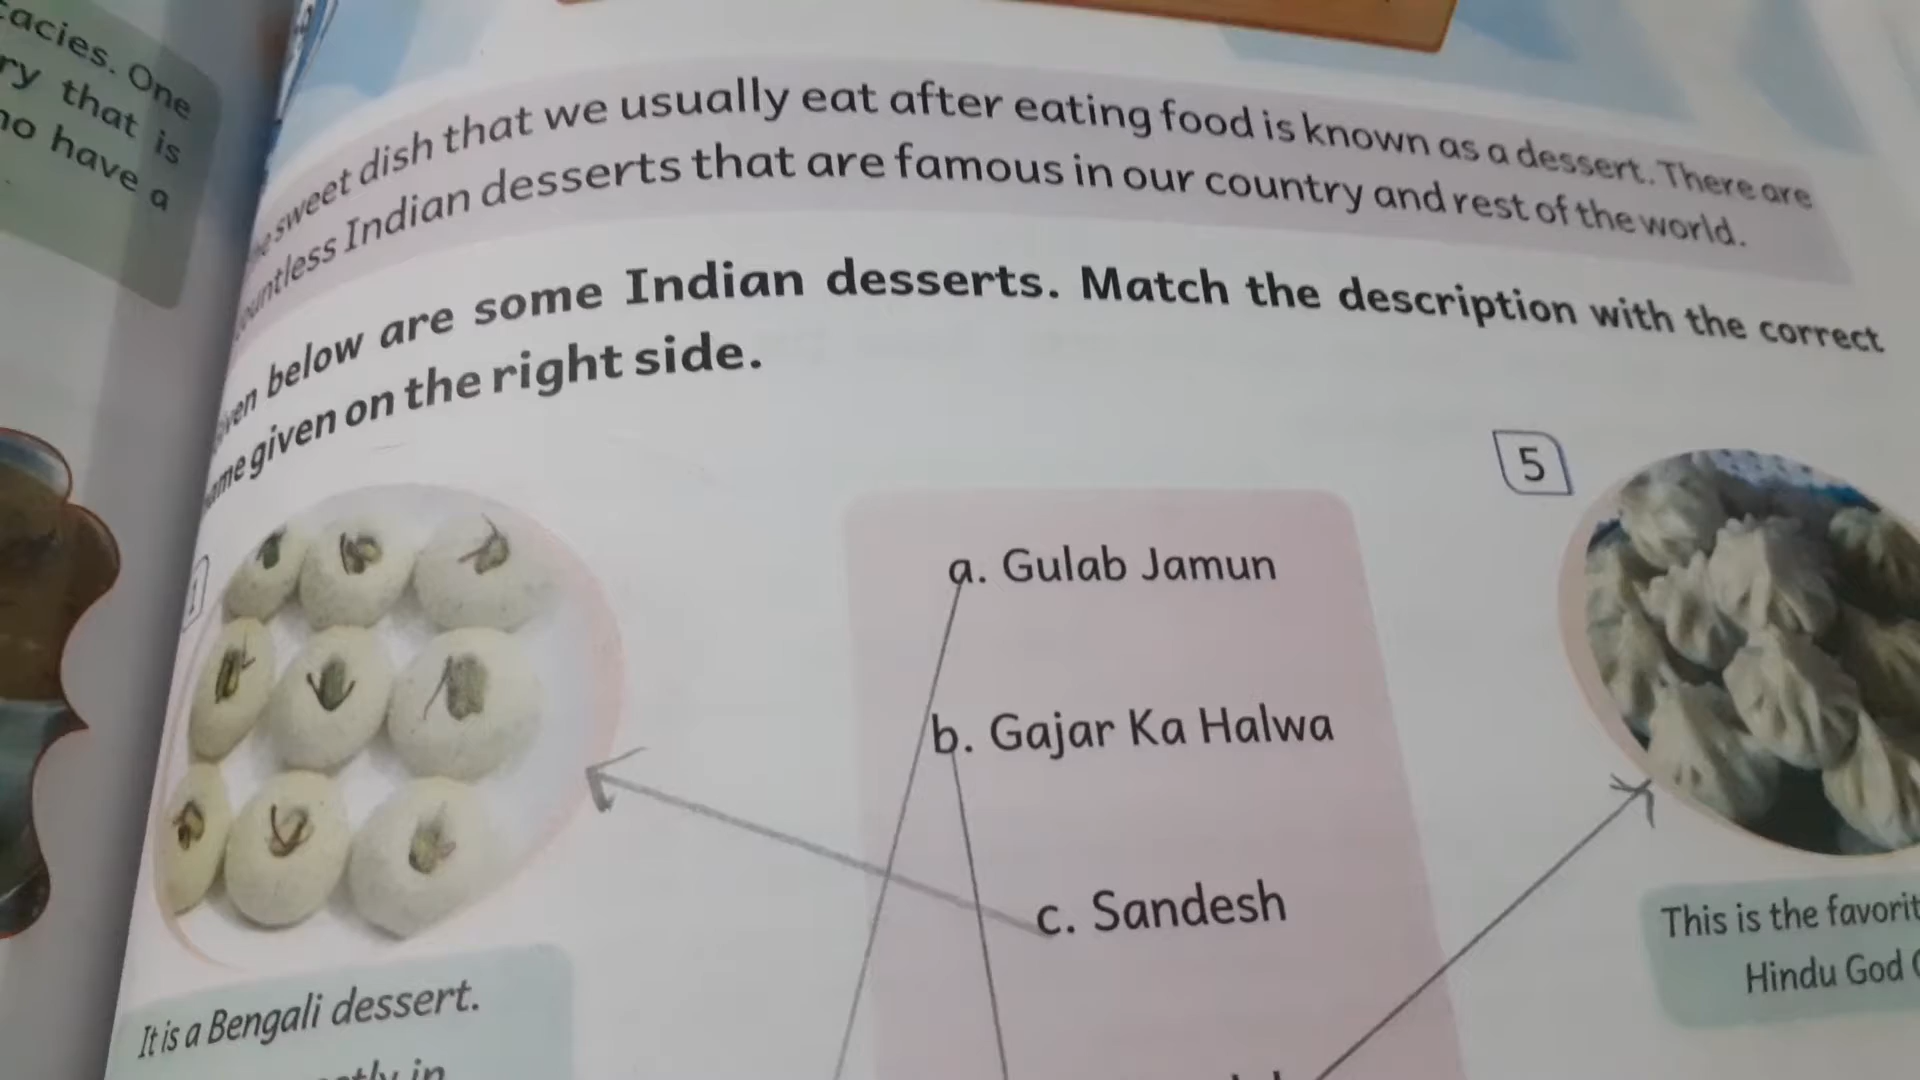 acies. One
ry that is
no have a
sweet dish that we usually eat after eating food is known as a dessert. There are
countless Indian desserts that are famous in our country and rest of the world.
below are some Indian desserts. Match the description with the correct
given on the right side.
1
5
a. Gulab Jamun
b. Gajar Ka Halwa
c. Sandesh
It is a Bengali dessert.
in
This is the favorit
Hindu God